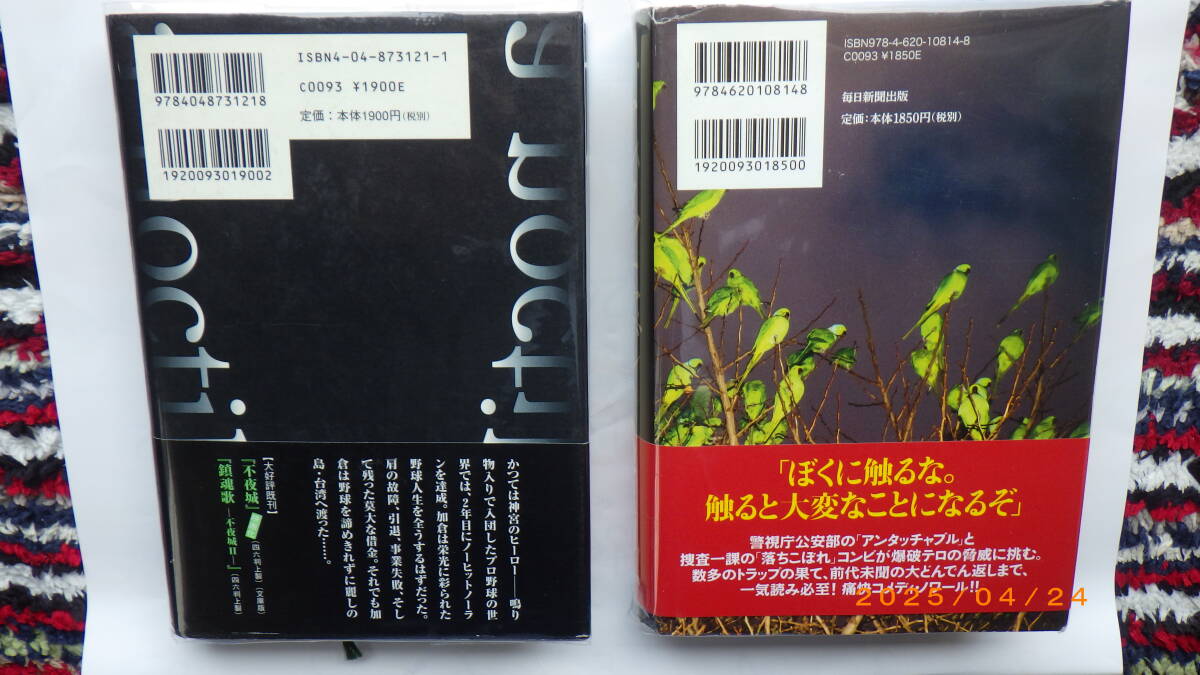 ISBN4-04-873121-1
C0093 ¥1900E
定価：本体1900円(税別)
9784048731218
1920093019002
かつては神宮のヒーロー――鳴り
物入りで入団したプロ野球の世
界では、2年目にノーヒットノーラ
ンを達成。加倉は栄光に彩られた
野球人生を全うするはずだった。
肩の故障、引退、事業失敗、そし
て残った莫大な借金。それでも加
倉は野球を諦めきれずに麗しの
島・台湾へ渡った……。
【大好評既刊】
『不夜城』(四六判上製)(文庫版)
『鎮魂歌―不夜城Ⅱ―』(四六判上製)
ISBN978-4-620-10814-8
C0093 ¥1850E
毎日新聞出版
定価：本体1850円(税別)
9784620108148
1920093018500
「ぼくに触るな。
触ると大変なことになるぞ」
警視庁公安部の「アンタッチャブル」と
捜査一課の「落ちこぼれ」コンビが爆破テロの脅威に挑む。
数多のトラップの果て、前代未聞の大どんでん返しまで、
一気読み必至！痛快コメディ・ノワール!!
2025/04/24